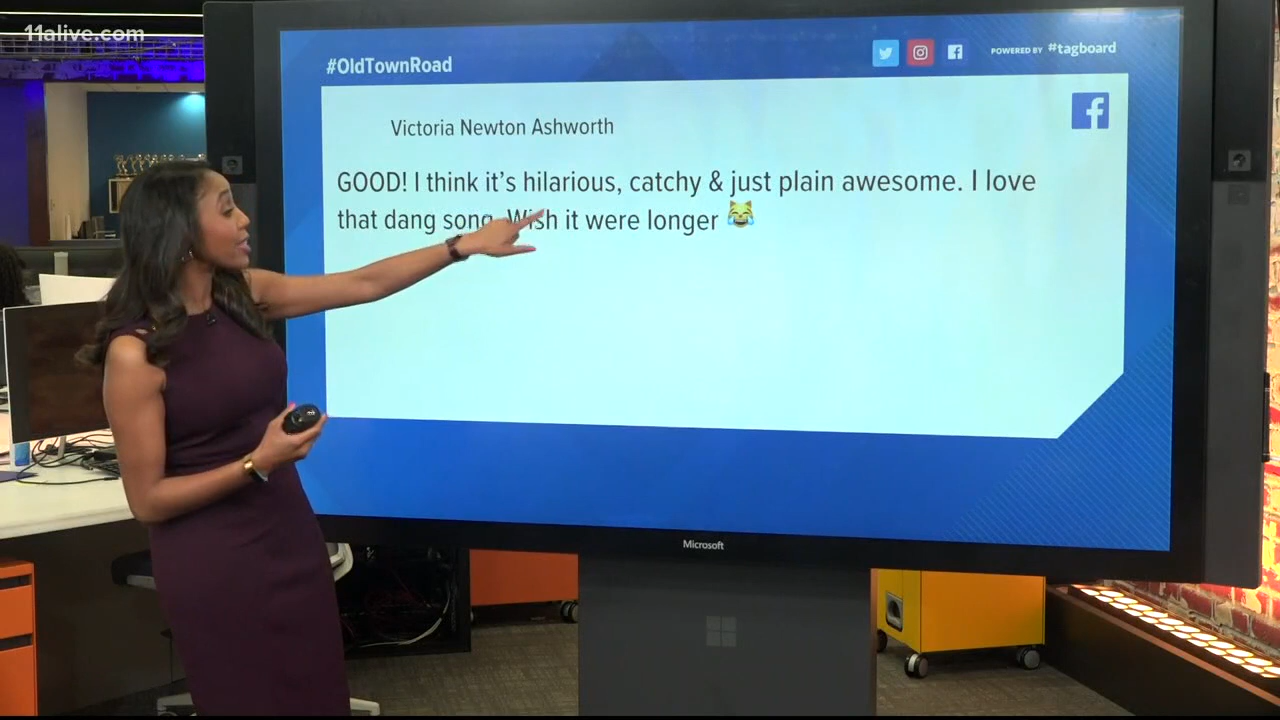 11alive.com
#OldTownRoad
POWERED BY #tagboard
Victoria Newton Ashworth
GOOD! I think it's hilarious, catchy & just plain awesome. I love
that dang song. Wish it were longer 😹
Microsoft